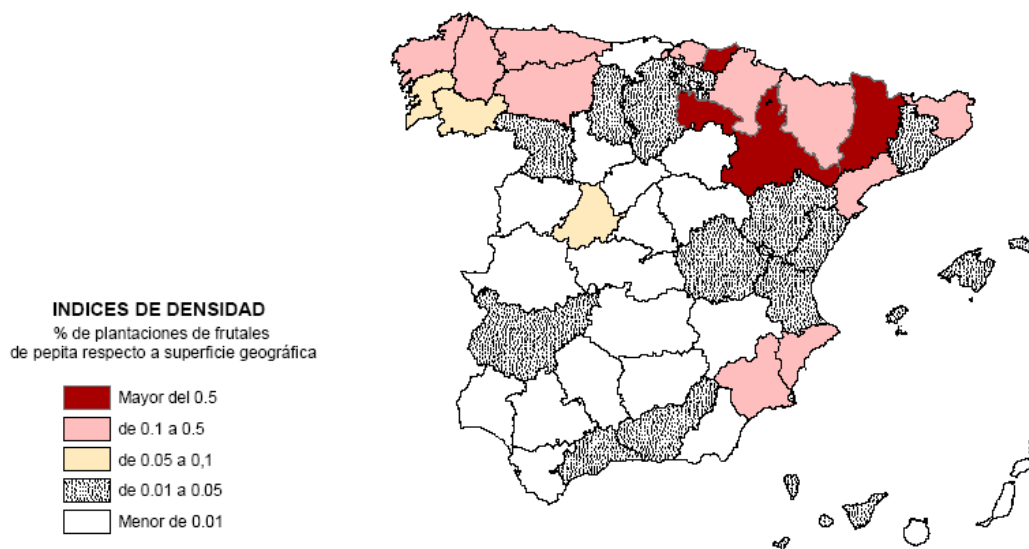 INDICES DE DENSIDAD
% de plantaciones de frutales
de pepita respecto a superficie geográfica
Mayor del 0.5
de 0.1 a 0.5
de 0.05 a 0,1
de 0.01 a 0.05
Menor de 0.01